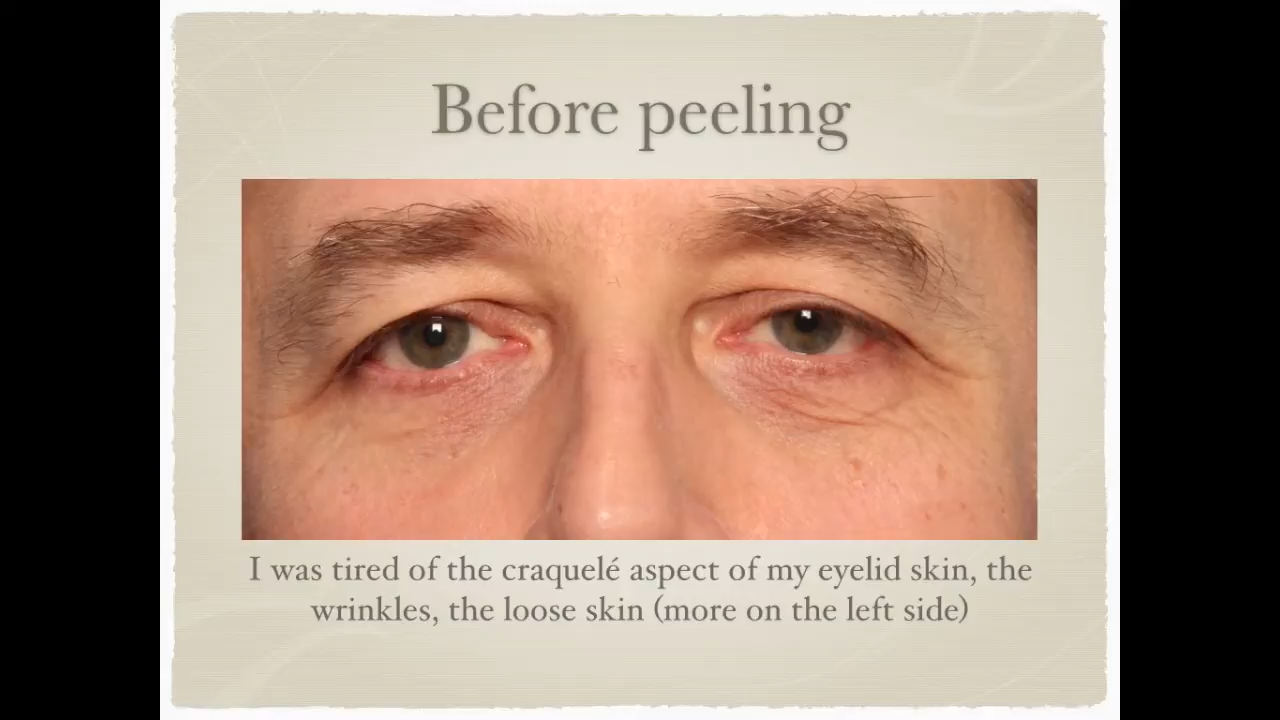 Before peeling
I was tired of the craquelé aspect of my eyelid skin, the
wrinkles, the loose skin (more on the left side)